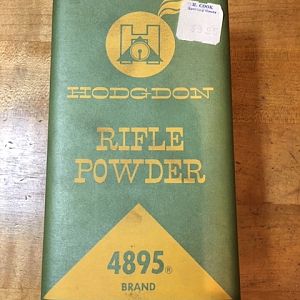 H
R. COOK
HODGDON
RIFLE
POWDER
4895®
BRAND